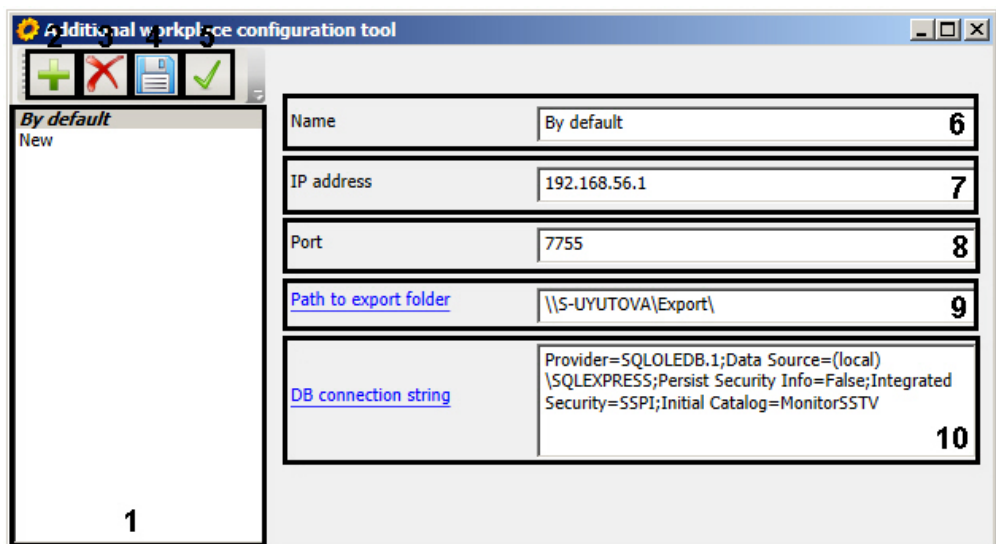 Additional workplace configuration tool
2 3 4 5
By default
New
1
Name
By default
6
IP address
192.168.56.1
7
Port
7755
8
Path to export folder
\\S-UYUTOVA\Export\
9
DB connection string
Provider=SQLOLEDB.1;Data Source=(local)
\SQLEXPRESS;Persist Security Info=False;Integrated
Security=SSPI;Initial Catalog=MonitorSSTV
10